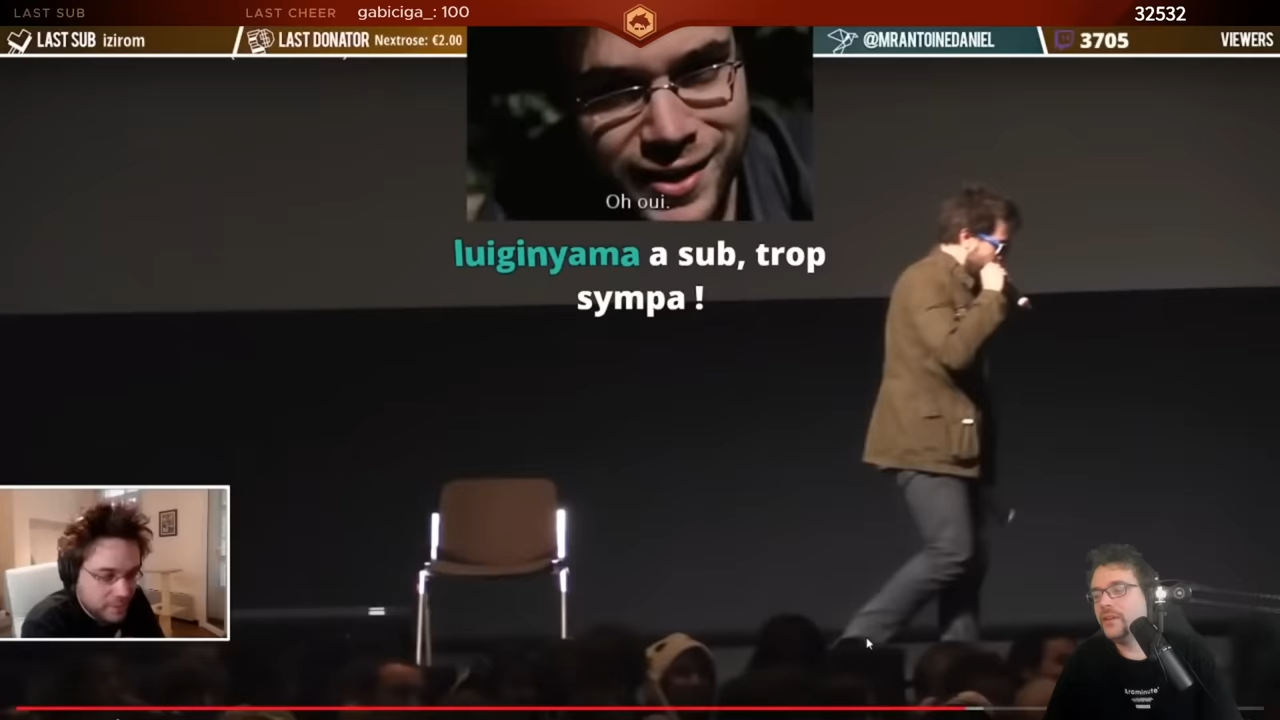 LAST SUB
LAST CHEER gabiciga_: 100
32532
LAST SUB izirom
LAST DONATOR Nextrose: €2.00
@MRANTOINEDANIEL
3705 VIEWERS
Oh oui.
luiginyama a sub, trop
sympa !